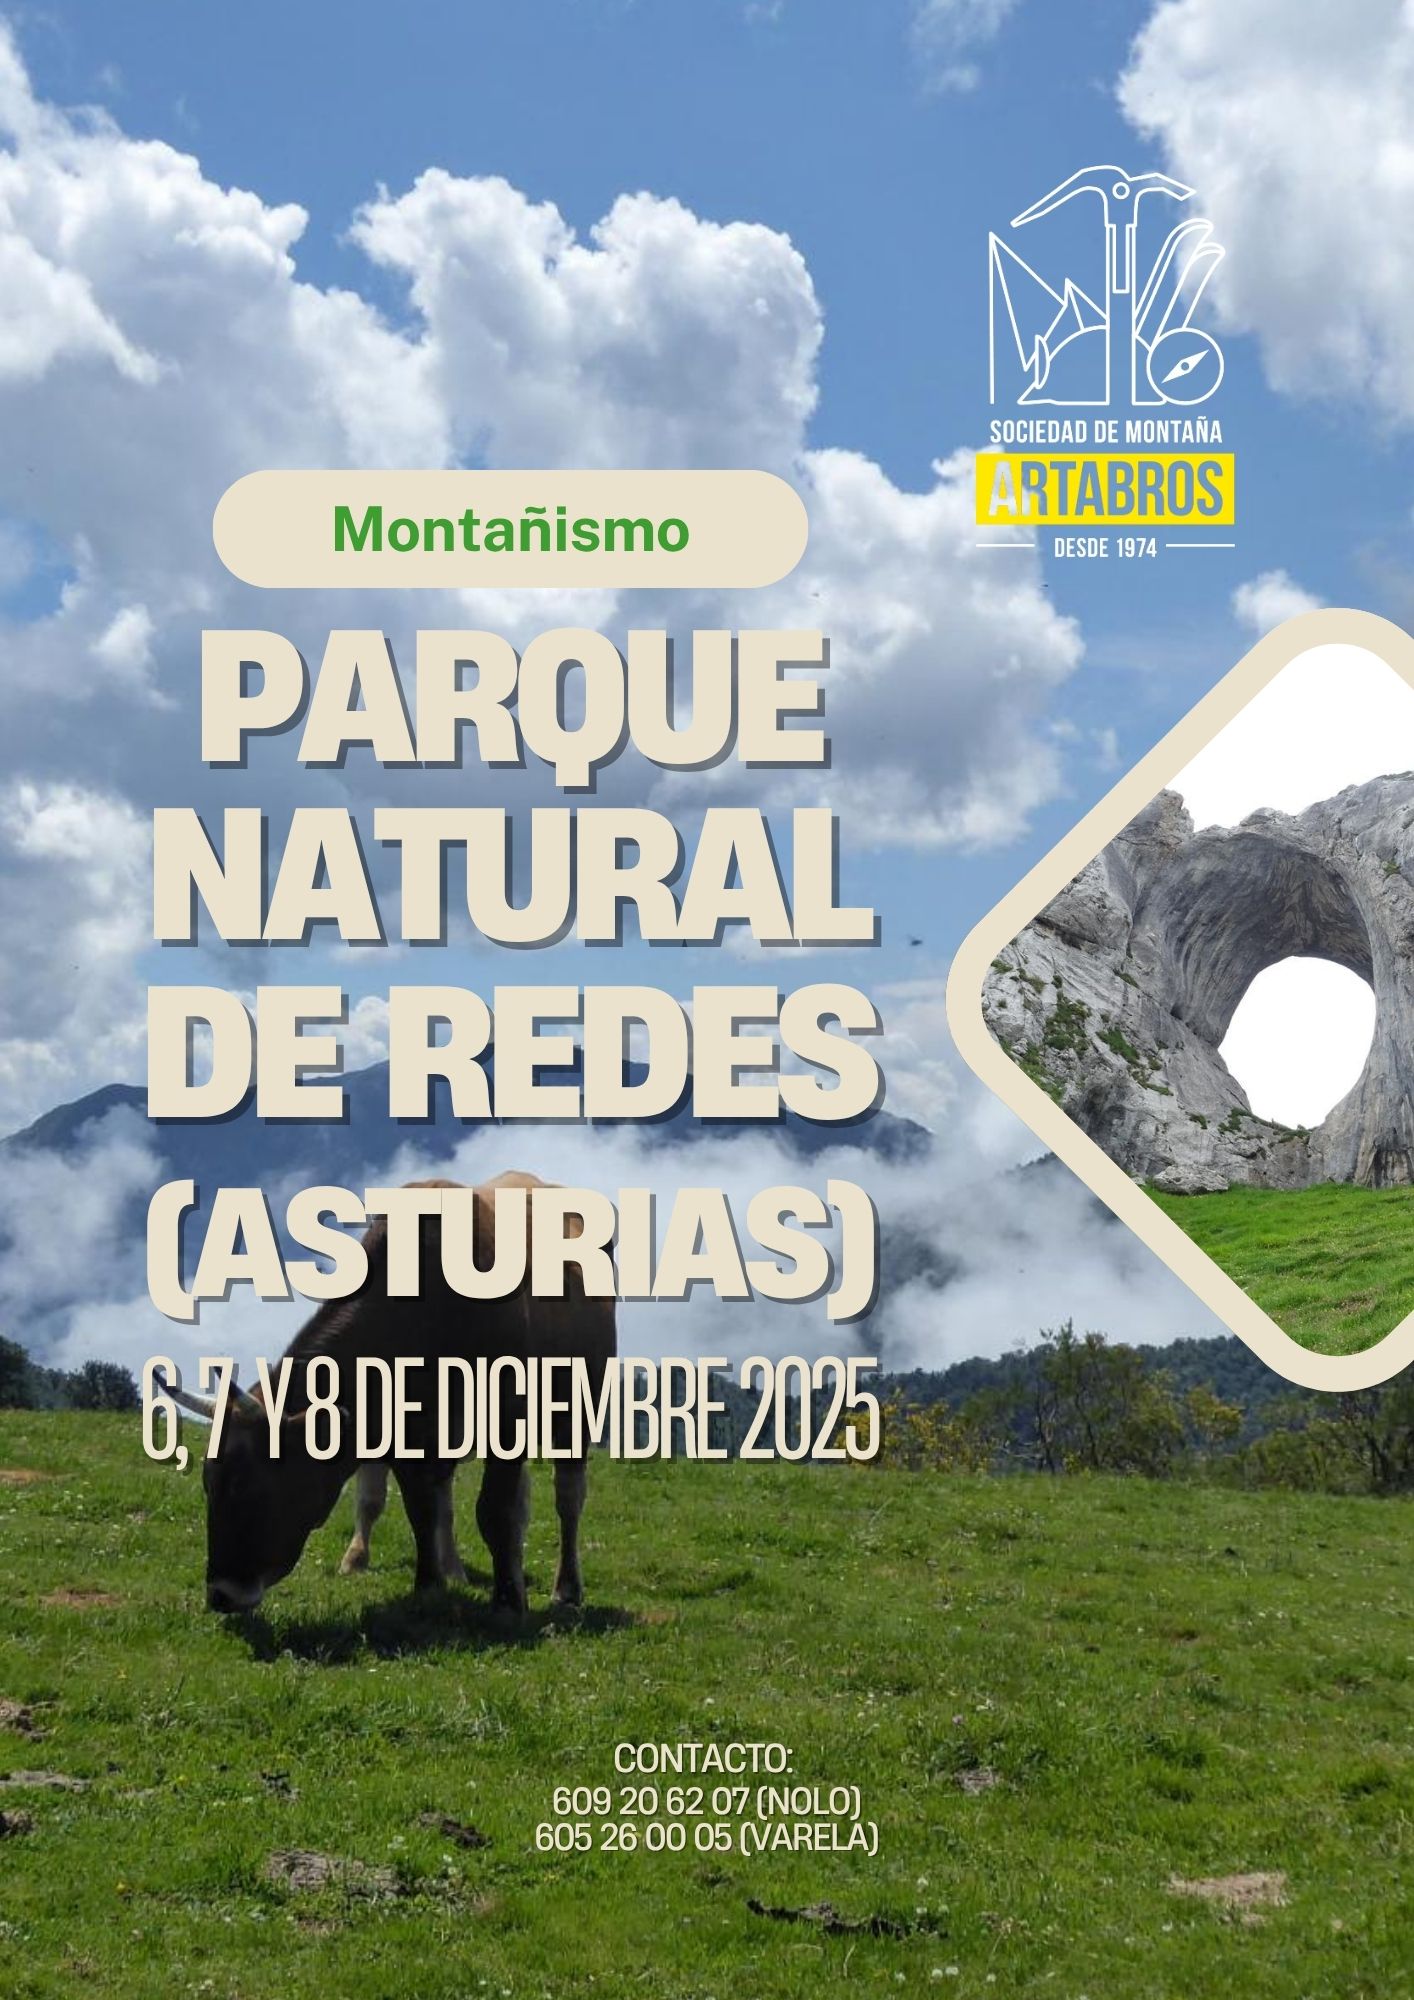 SOCIEDAD DE MONTAÑA
ARTABROS
DESDE 1974
Montañismo
PARQUE
NATURAL
DE REDES
(ASTURIAS)
6, 7 Y 8 DE DICIEMBRE 2025
CONTACTO:
609 20 62 07 (NOLO)
605 26 00 05 (VARELA)